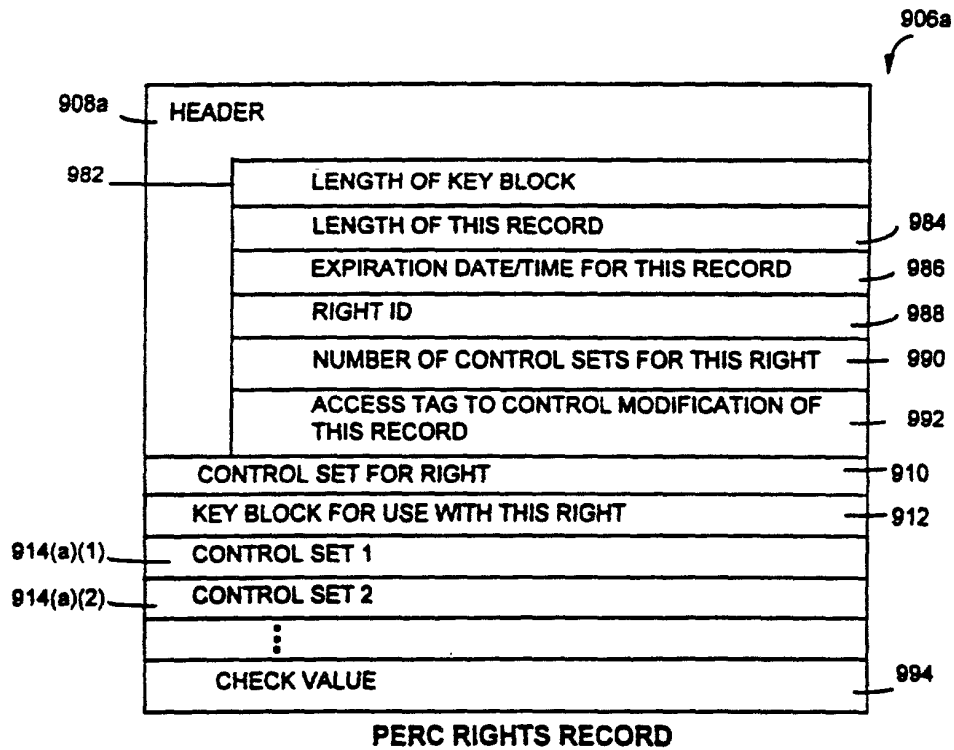 906a
908a HEADER
982 LENGTH OF KEY BLOCK
LENGTH OF THIS RECORD 984
EXPIRATION DATE/TIME FOR THIS RECORD 986
RIGHT ID 988
NUMBER OF CONTROL SETS FOR THIS RIGHT 990
ACCESS TAG TO CONTROL MODIFICATION OF
THIS RECORD 992
CONTROL SET FOR RIGHT 910
KEY BLOCK FOR USE WITH THIS RIGHT 912
914(a)(1) CONTROL SET 1
914(a)(2) CONTROL SET 2
CHECK VALUE 994
PERC RIGHTS RECORD